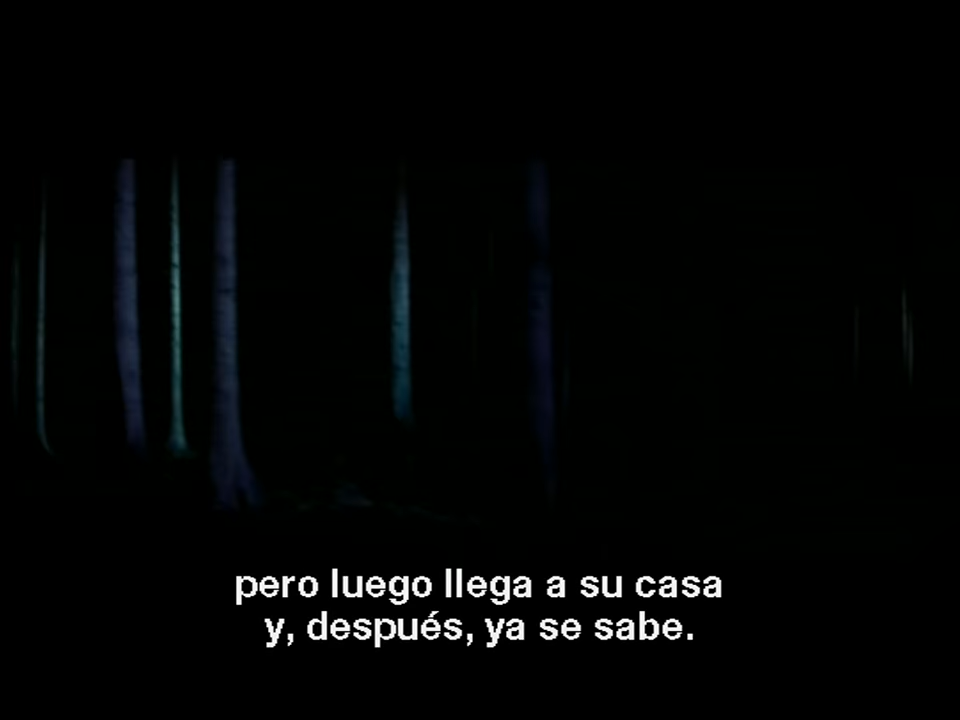 pero luego llega a su casa
y, después, ya se sabe.